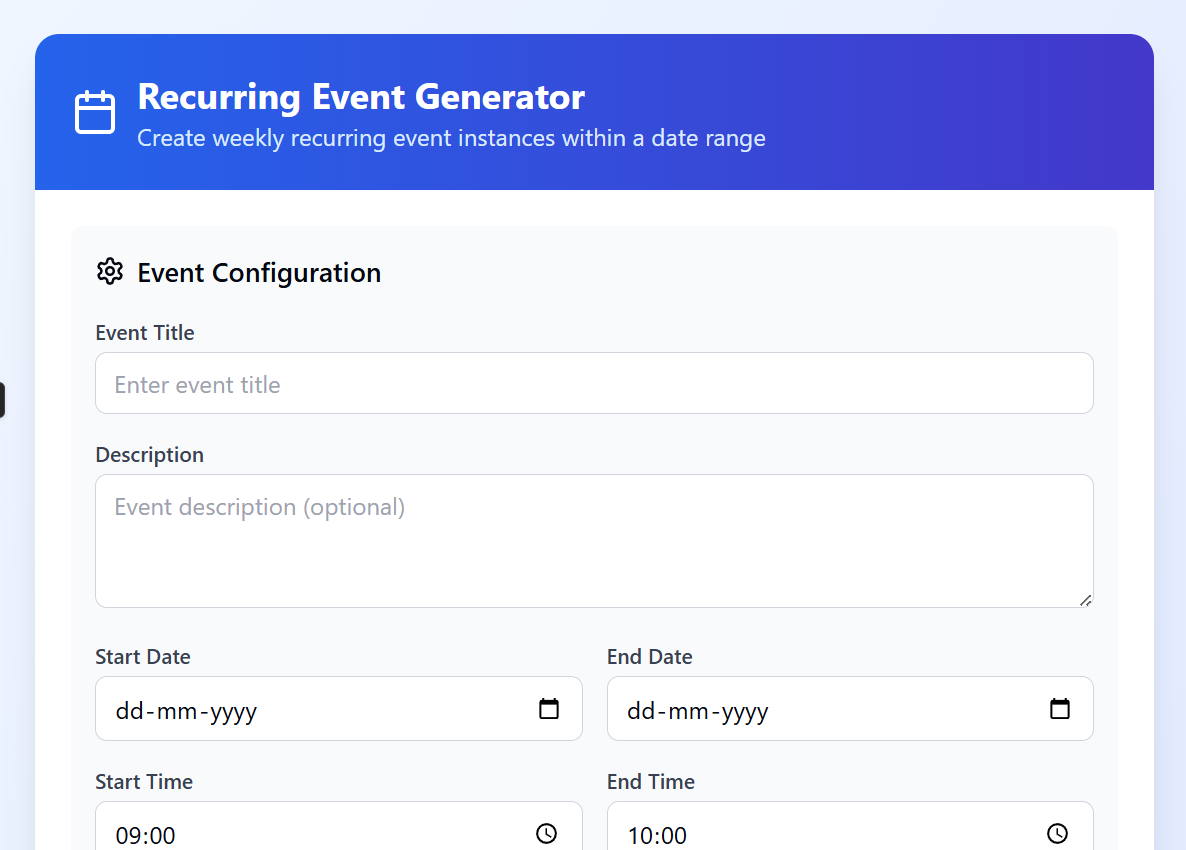 Recurring Event Generator
Create weekly recurring event instances within a date range
Event Configuration
Event Title
Enter event title
Description
Event description (optional)
Start Date
End Date
dd-mm-yyyy
dd-mm-yyyy
Start Time
End Time
09:00
10:00